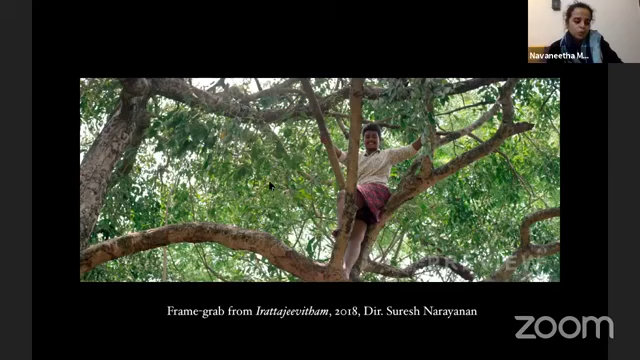 Navaneetha M...
Frame-grab from Irattajeevitham, 2018, Dir. Suresh Narayanan
zoom